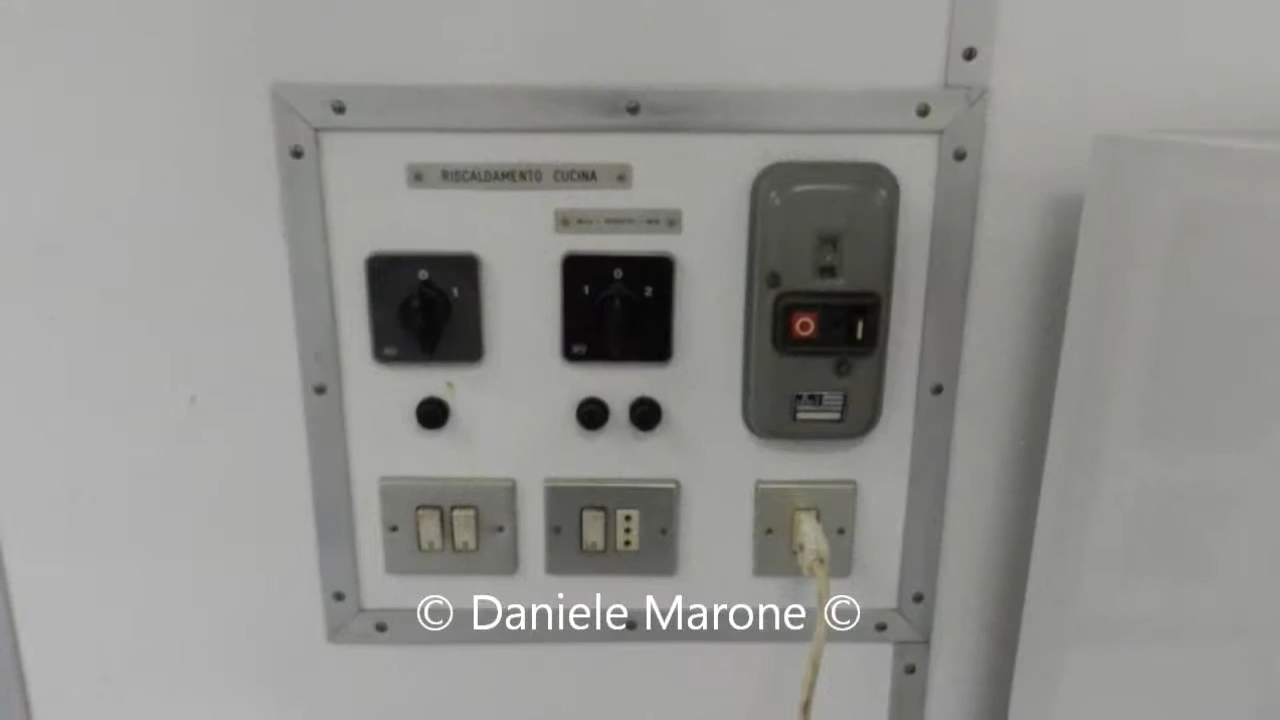 RISCALDAMENTO CUCINA
0
1
1 0 2
O I
© Daniele Marone ©